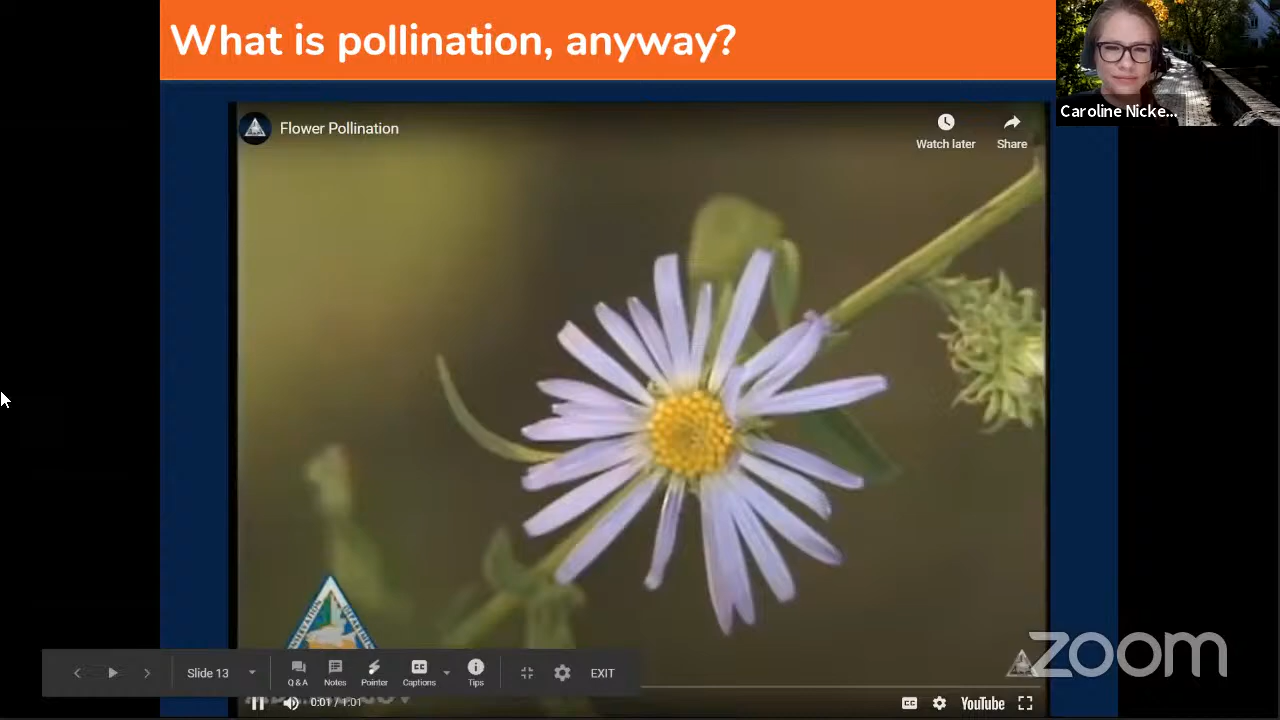 What is pollination, anyway?
Caroline Nicke...
Flower Pollination
Watch later
Share
zoom
Slide 13
Q&A
Notes
Pointer
Captions
Tips
EXIT
0:01 / 1:01
CC
YouTube